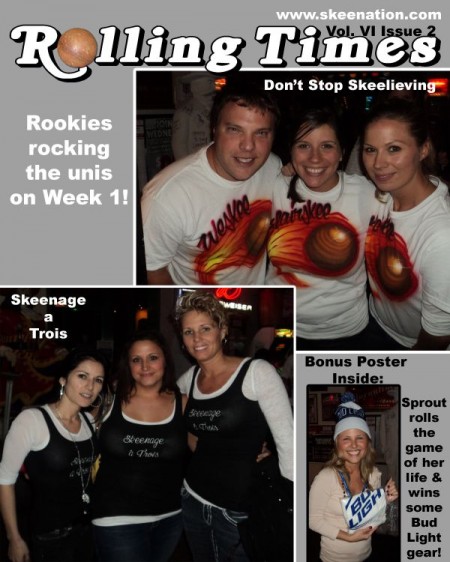 www.skeenation.com
Vol. VI Issue 2
Rolling Times
Don't Stop Skeelieving
Rookies
rocking
the unis
on Week 1!
Weskee
Skeenage
a
Trois
WEISER
Skeenage
à Trois
Skeenage
à Trois
Bonus Poster
Inside:
BUD
LIGHT
Sprout
rolls
the
game
of her
life &
wins
some
Bud
Light
gear!